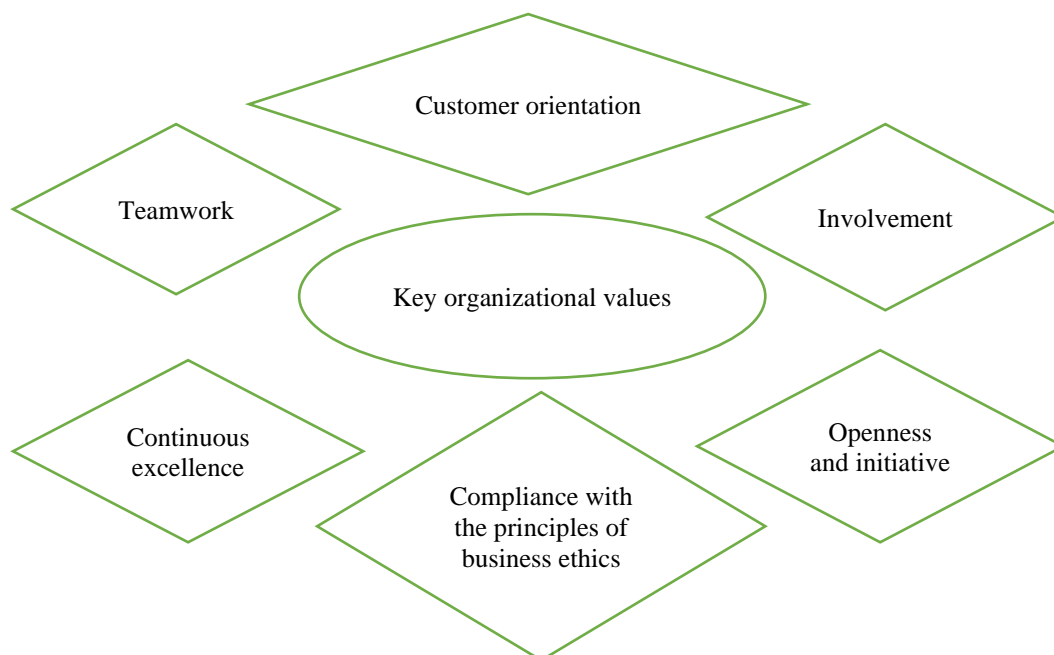 Customer orientation
Teamwork
Involvement
Key organizational values
Continuous
excellence
Openness
and initiative
Compliance with
the principles of
business ethics